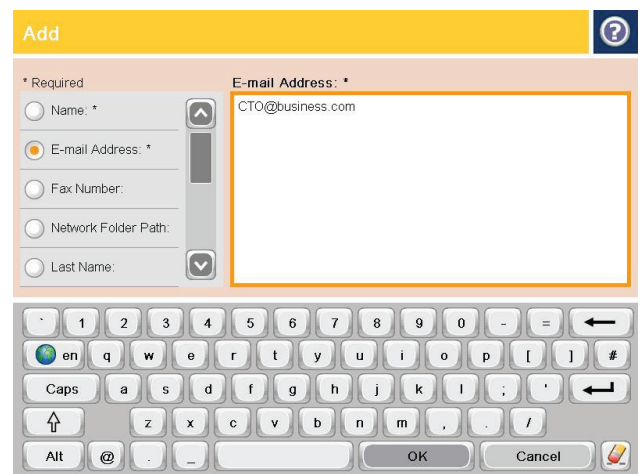 Add
?
* Required
E-mail Address: *
Name: *
CTO@business.com
E-mail Address: *
Fax Number:
Network Folder Path:
Last Name:
` 1 2 3 4 5 6 7 8 9 0 - =
en q w e r t y u i o p [ ] #
Caps a s d f g h j k l ; '
z x c v b n m , . /
Alt @ . _ OK Cancel